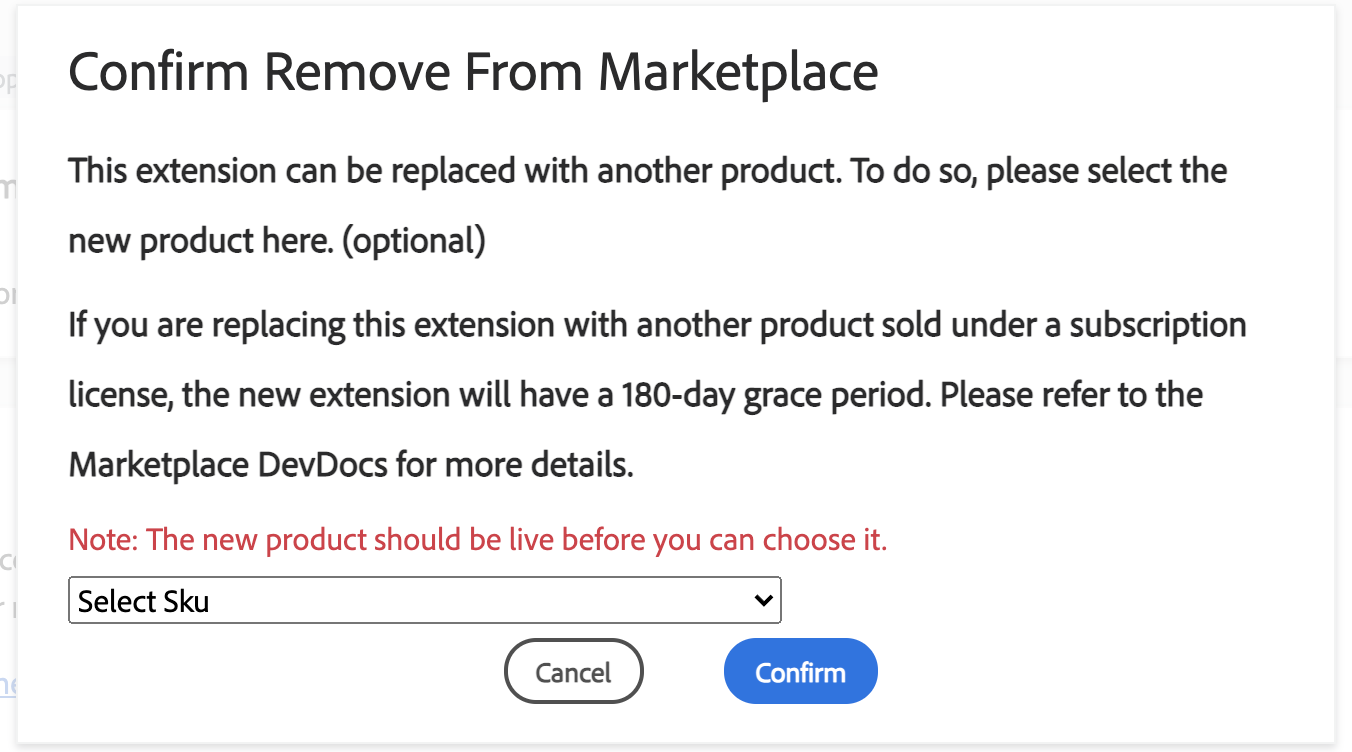 Confirm Remove From Marketplace
This extension can be replaced with another product. To do so, please select the
new product here. (optional)
If you are replacing this extension with another product sold under a subscription
license, the new extension will have a 180-day grace period. Please refer to the
Marketplace DevDocs for more details.
Note: The new product should be live before you can choose it.
Select Sku
Cancel
Confirm